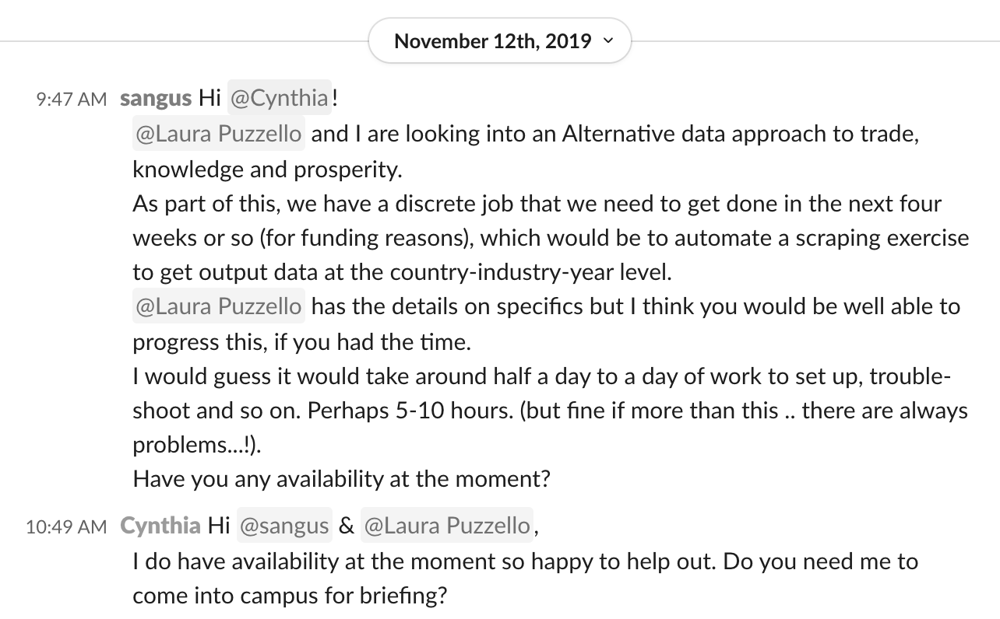 November 12th, 2019
9:47 AM sangus Hi @Cynthia!
@Laura Puzzello and I are looking into an Alternative data approach to trade,
knowledge and prosperity.
As part of this, we have a discrete job that we need to get done in the next four
weeks or so (for funding reasons), which would be to automate a scraping exercise
to get output data at the country-industry-year level.
@Laura Puzzello has the details on specifics but I think you would be well able to
progress this, if you had the time.
I would guess it would take around half a day to a day of work to set up, trouble-
shoot and so on. Perhaps 5-10 hours. (but fine if more than this .. there are always
problems...!).
Have you any availability at the moment?
10:49 AM Cynthia Hi @sangus & @Laura Puzzello,
I do have availability at the moment so happy to help out. Do you need me to
come into campus for briefing?